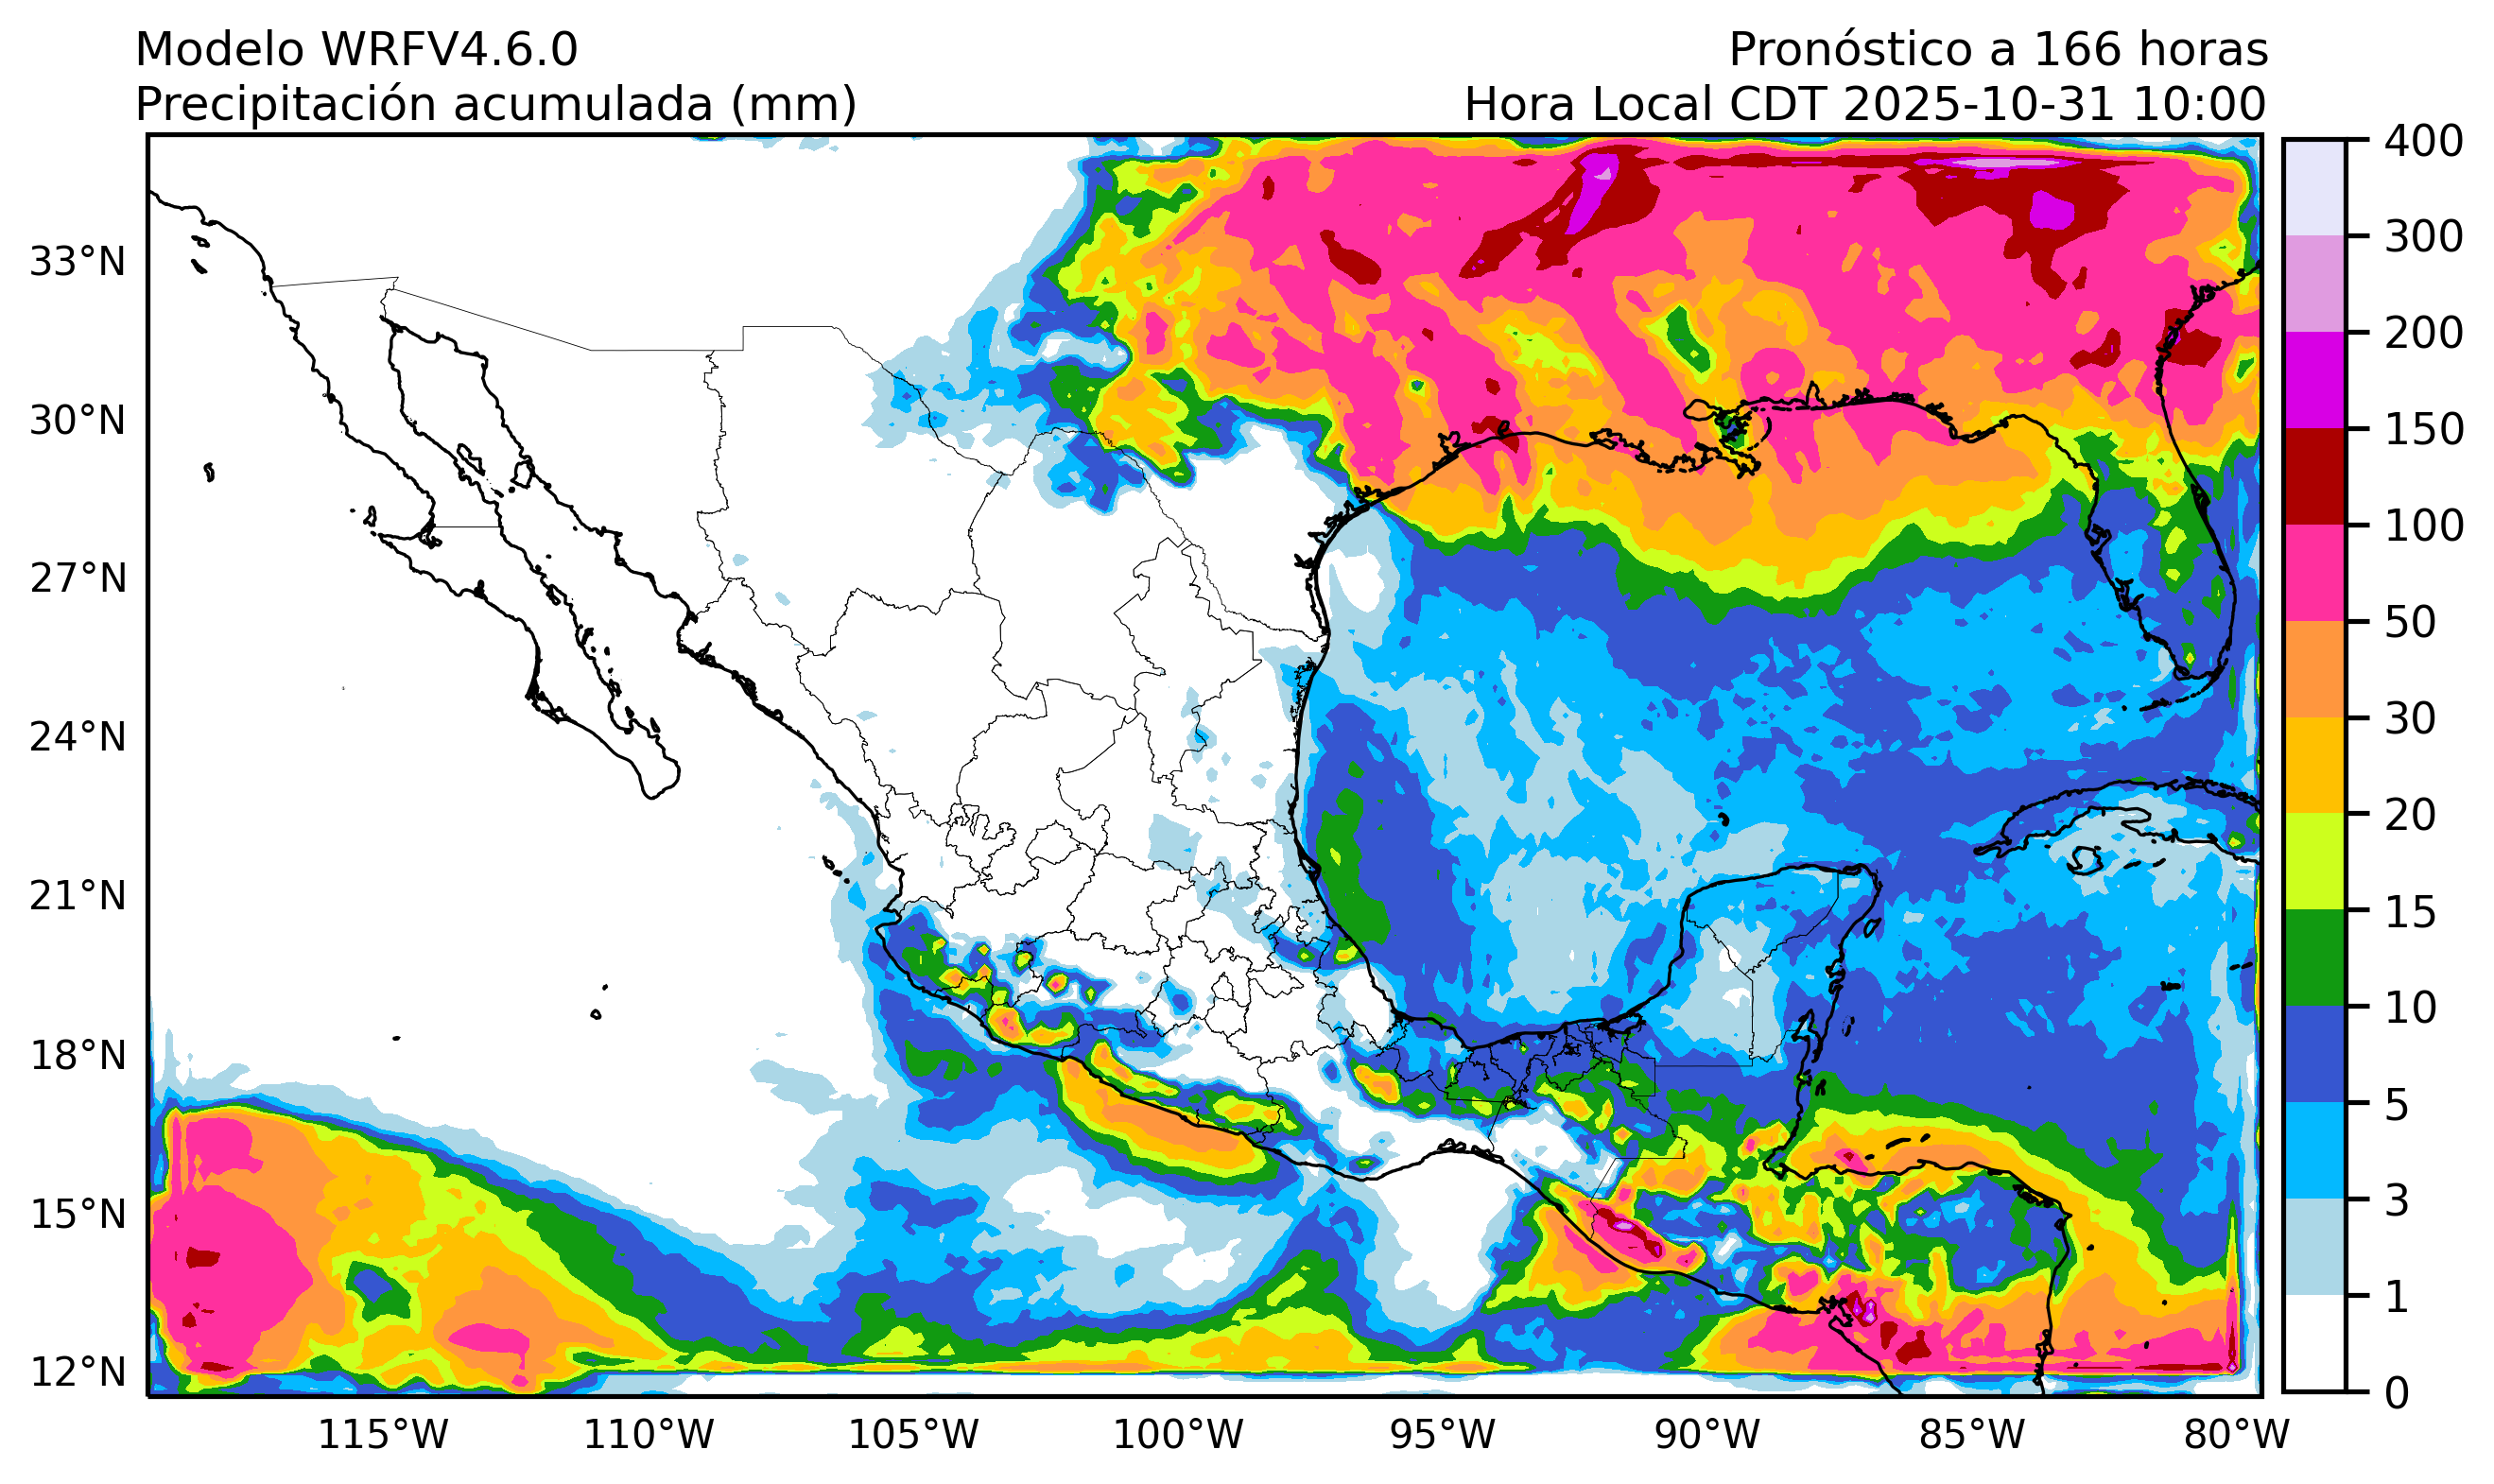 Modelo WRFV4.6.0
Pronóstico a 166 horas
Precipitación acumulada (mm)
Hora Local CDT 2025-10-31 10:00
400
300
200
150
100
50
30
20
15
10
5
3
1
0
33°N
30°N
27°N
24°N
21°N
18°N
15°N
12°N
115°W
110°W
105°W
100°W
95°W
90°W
85°W
80°W